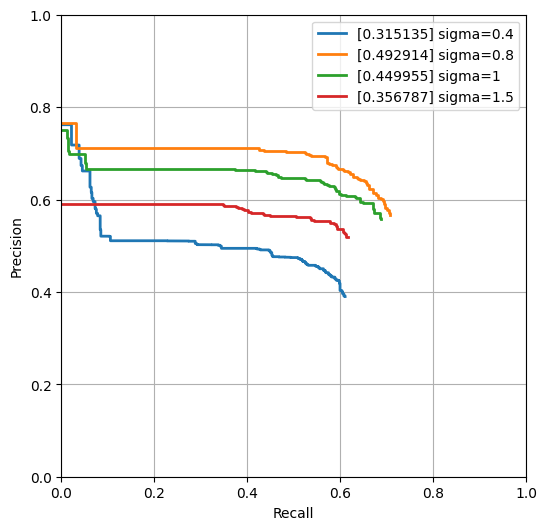 [0.315135] sigma=0.4
[0.492914] sigma=0.8
[0.449955] sigma=1
[0.356787] sigma=1.5
1.0
0.8
0.6
0.4
0.2
0.0
Precision
0.0 0.2 0.4 0.6 0.8 1.0
Recall